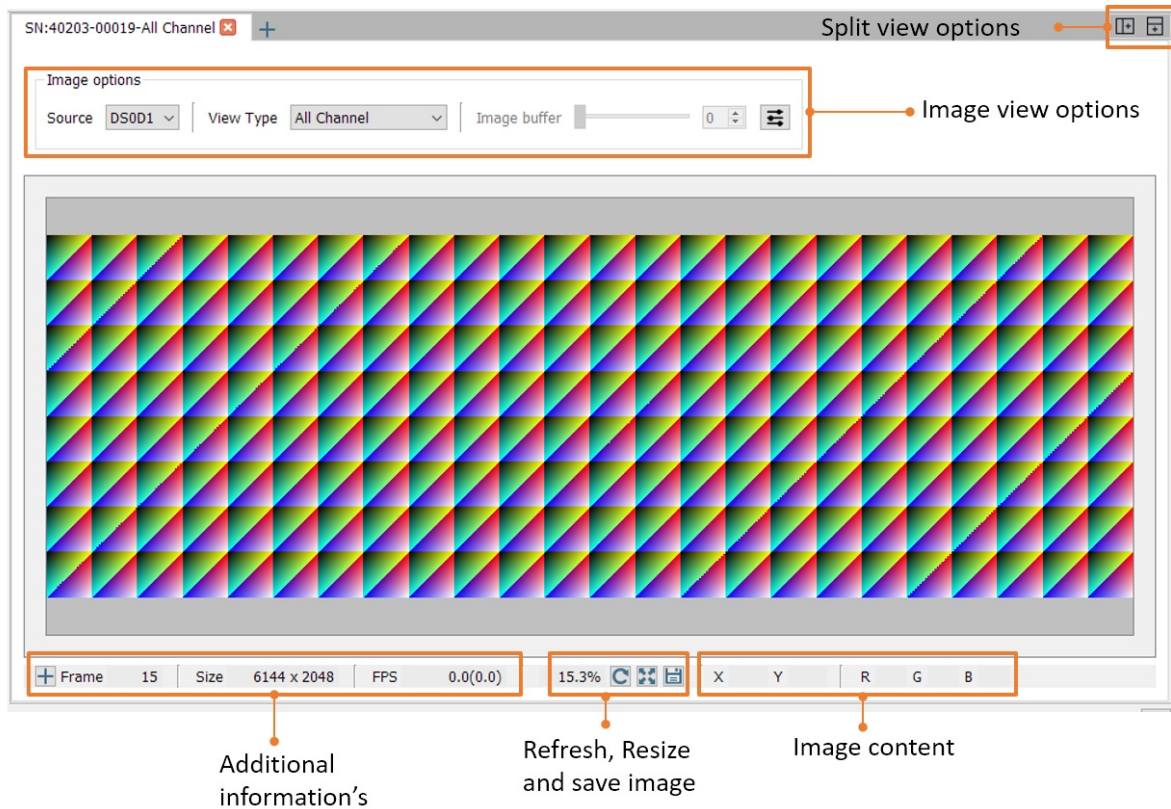 SN:40203-00019-All Channel
Split view options
Image options
Source DS0D1 View Type All Channel Image buffer 0
Image view options
Frame 15 Size 6144 x 2048 FPS 0.0(0.0) 15.3% X Y R G B
Additional
information's
Refresh, Resize
and save image
Image content